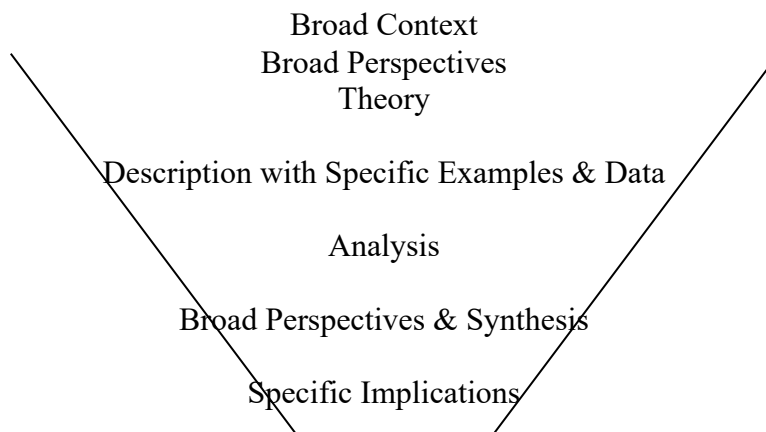 Broad Context
Broad Perspectives
Theory
Description with Specific Examples & Data
Analysis
Broad Perspectives & Synthesis
Specific Implications